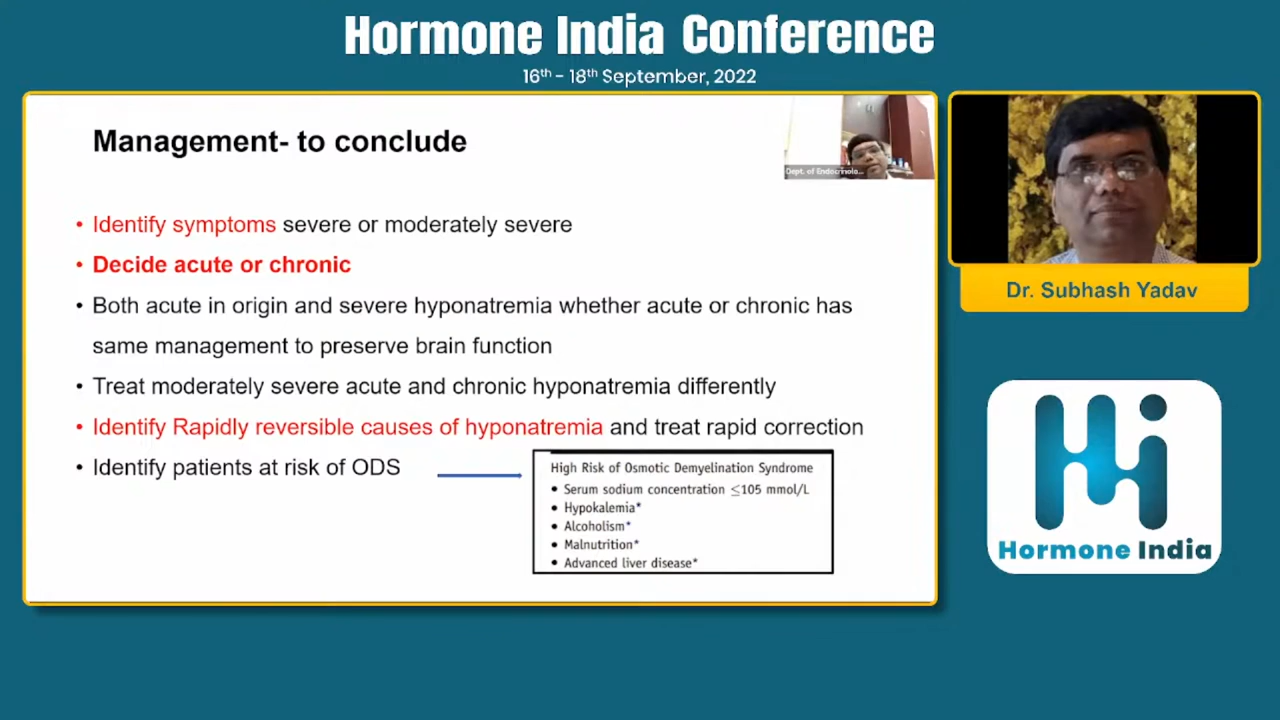 Hormone India Conference
16th - 18th September, 2022
Management- to conclude
Dept. of Endocrinolo...
• Identify symptoms severe or moderately severe
• Decide acute or chronic
• Both acute in origin and severe hyponatremia whether acute or chronic has
same management to preserve brain function
• Treat moderately severe acute and chronic hyponatremia differently
• Identify Rapidly reversible causes of hyponatremia and treat rapid correction
• Identify patients at risk of ODS
High Risk of Osmotic Demyelination Syndrome
• Serum sodium concentration ≤105 mmol/L
• Hypokalemia*
• Alcoholism*
• Malnutrition*
• Advanced liver disease*
Dr. Subhash Yadav
Hormone India